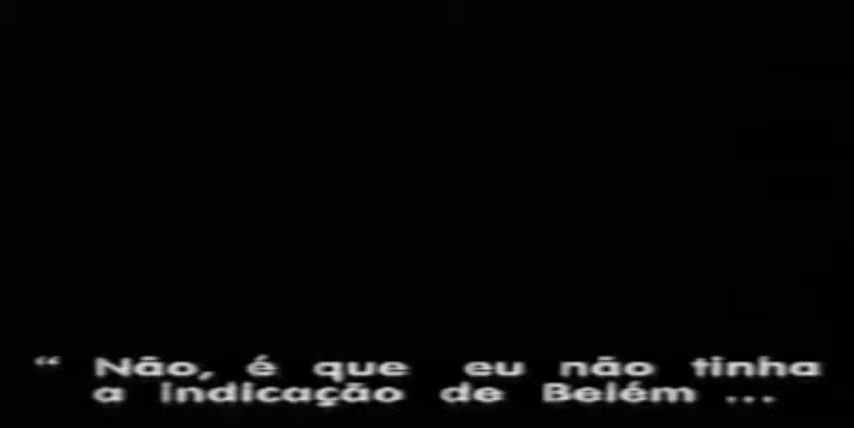 “ Não, é que eu não tinha
a indicação de Belém ...